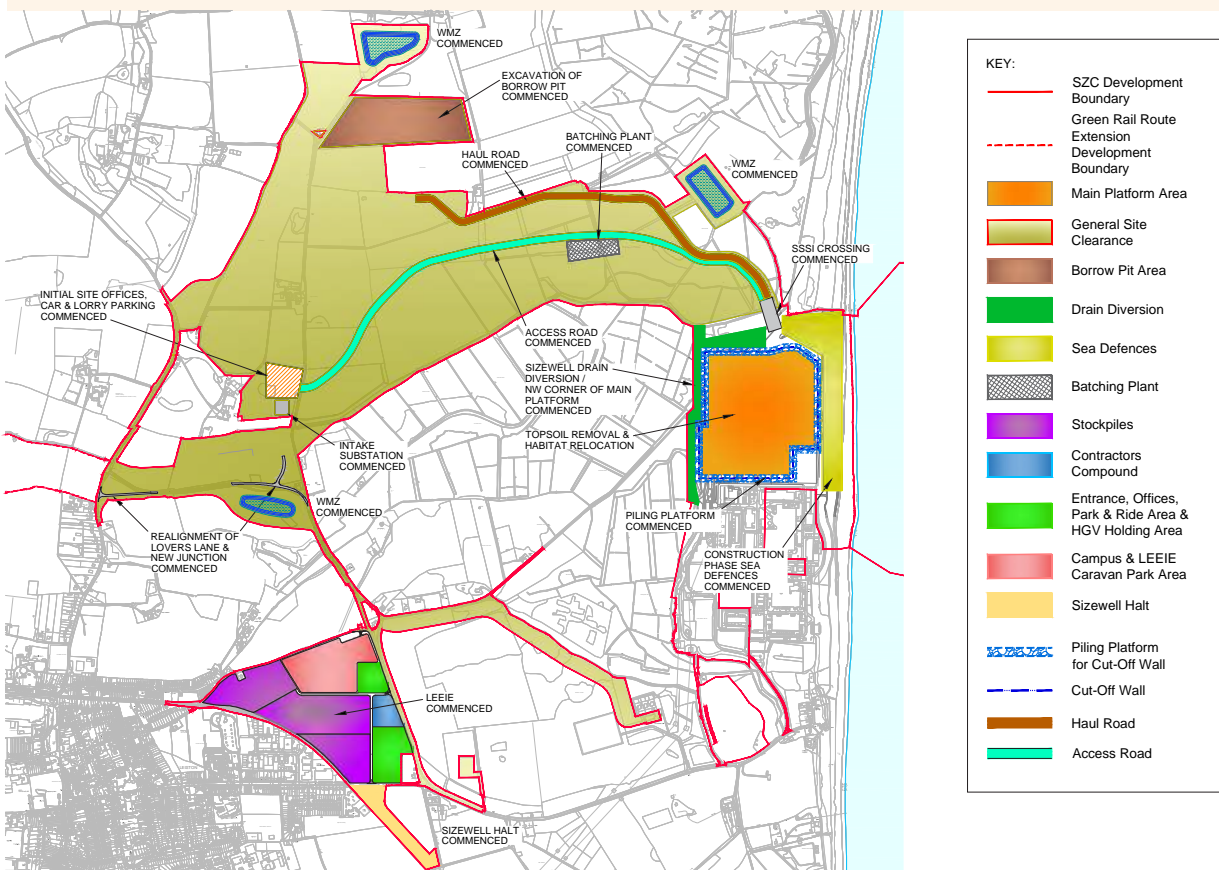 WMZ
COMMENCED
EXCAVATION OF
BORROW PIT
COMMENCED
BATCHING PLANT
COMMENCED
HAUL ROAD
COMMENCED
WMZ
COMMENCED
SSSI CROSSING
COMMENCED
INITIAL SITE OFFICES,
CAR & LORRY PARKING
COMMENCED
ACCESS ROAD
COMMENCED
SIZEWELL DRAIN
DIVERSION /
NW CORNER OF MAIN
PLATFORM
COMMENCED
TOPSOIL REMOVAL &
HABITAT RELOCATION
INTAKE
SUBSTATION
COMMENCED
WMZ
COMMENCED
REALIGNMENT OF
LOVERS LANE &
NEW JUNCTION
COMMENCED
PILING PLATFORM
COMMENCED
CONSTRUCTION
PHASE SEA
DEFENCES
COMMENCED
LEEIE
COMMENCED
SIZEWELL HALT
COMMENCED
KEY:
SZC Development
Boundary
Green Rail Route
Extension
Development
Boundary
Main Platform Area
General Site
Clearance
Borrow Pit Area
Drain Diversion
Sea Defences
Batching Plant
Stockpiles
Contractors
Compound
Entrance, Offices,
Park & Ride Area &
HGV Holding Area
Campus & LEEIE
Caravan Park Area
Sizewell Halt
Piling Platform
for Cut-Off Wall
Cut-Off Wall
Haul Road
Access Road